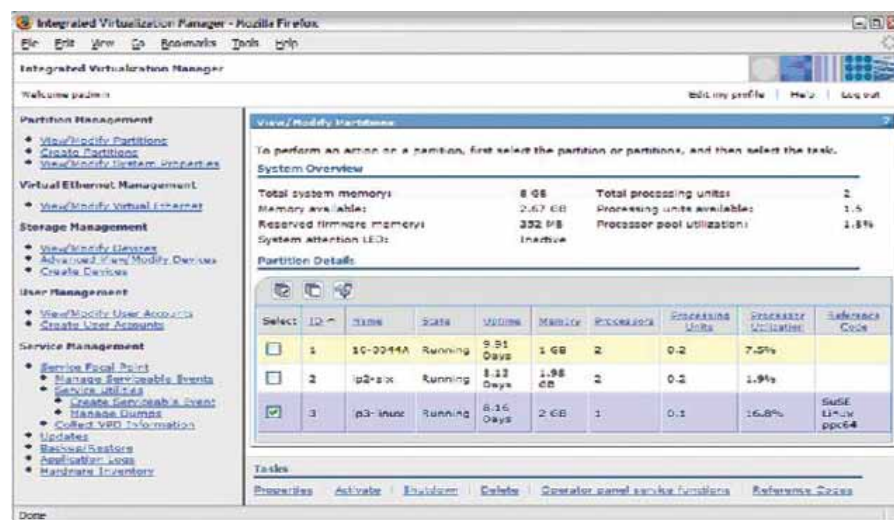 Integrated Virtualization Manager - Mozilla Firefox
File Edit View Go Bookmarks Tools Help
Integrated Virtualization Manager
Welcome padmin
Edit my profile Help Log out
Partition Management
View/Modify Partitions
Create Partitions
View/Modify System Properties
Virtual Ethernet Management
View/Modify Virtual Ethernet
Storage Management
View/Modify Devices
Advanced View/Modify Devices
Create Devices
User Management
View/Modify User Accounts
Create User Accounts
Service Management
Service Focal Point
Manage Serviceable Events
Service Utilities
Create Serviceable Event
Manage Dumps
Collect VPD Information
Updates
Backup/Restore
Application Logs
Hardware Inventory
View/Modify Partitions ?
To perform an action on a partition, first select the partition or partitions, and then select the task.
System Overview
Total system memory: 8 GB Total processing units: 2
Memory available: 2.67 GB Processing units available: 1.5
Reserved firmware memory: 352 MB Processor pool utilization:
System attention LED: Inactive
Partition Details
Select ID Name State Uptime Memory Processors Processing Units Processor Utilization Reference Code
1 Running 9.91 Days 1 GB 2 0.2 7.5%
2 Running Days 1.98 GB 2 0.2 1.9%
3 Running Days 2 GB 1 0.1 16.8% SuSE Linux ppc64
Tasks
Properties Activate Shutdown Delete Operator panel service functions Reference Codes
Done